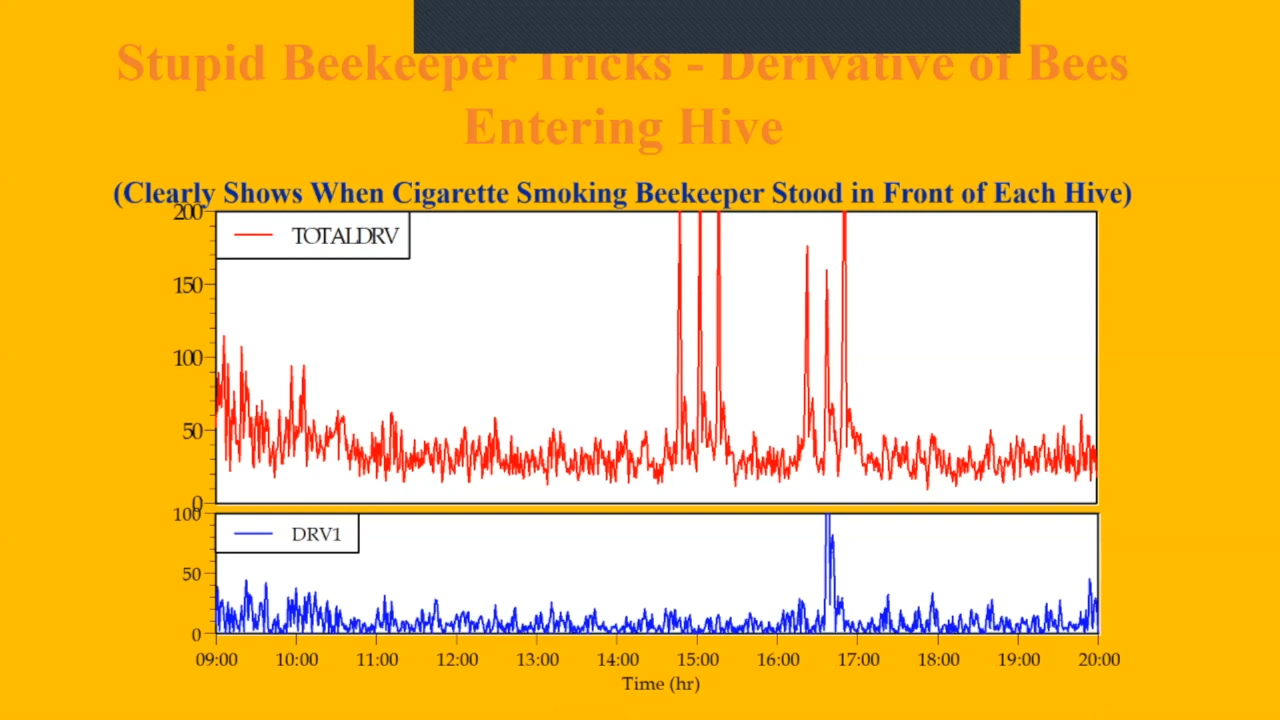 Stupid Beekeeper Tricks - Derivative of Bees
Entering Hive
(Clearly Shows When Cigarette Smoking Beekeeper Stood in Front of Each Hive)
200
TOTALDRV
150
100
50
0
100
DRV1
50
0
09:00 10:00 11:00 12:00 13:00 14:00 15:00 16:00 17:00 18:00 19:00 20:00
Time (hr)